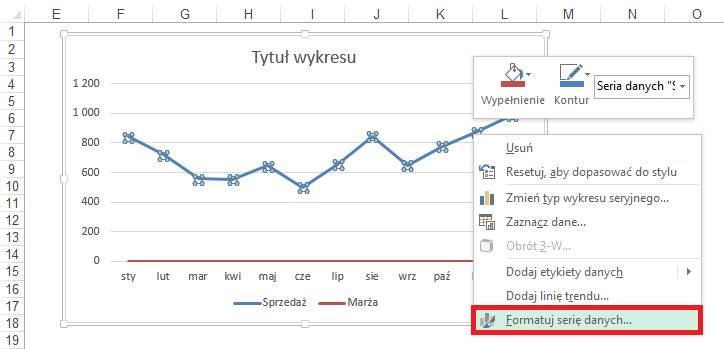 E F G H I J K L M N O
1
2
3
4
5
6
7
8
9
10
11
12
13
14
15
16
17
18
19
Tytuł wykresu
1 200
1 000
800
600
400
200
0
sty lut mar kwi maj cze lip sie wrz paź
Sprzedaż Marża
Wypełnienie Kontur Seria danych "S
Usuń
Resetuj, aby dopasować do stylu
Zmień typ wykresu seryjnego...
Zaznacz dane...
Obrót 3-W...
Dodaj etykiety danych
Dodaj linię trendu...
Formatuj serię danych...